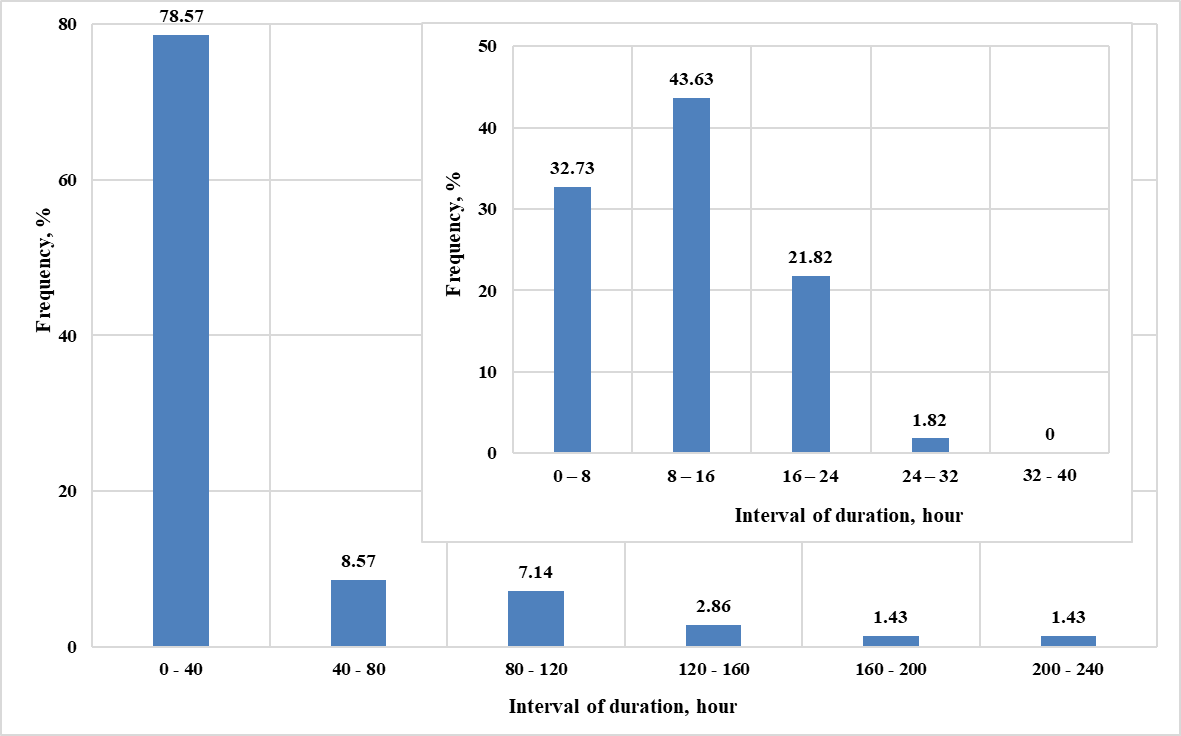 78.57
80
60
40
20
0
Frequency, %
8.57
7.14
2.86
1.43
1.43
0 - 40
40 - 80
80 - 120
120 - 160
160 - 200
200 - 240
Interval of duration, hour
50
40
30
20
10
0
Frequency, %
32.73
43.63
21.82
1.82
0
0 – 8
8 – 16
16 – 24
24 – 32
32 - 40
Interval of duration, hour